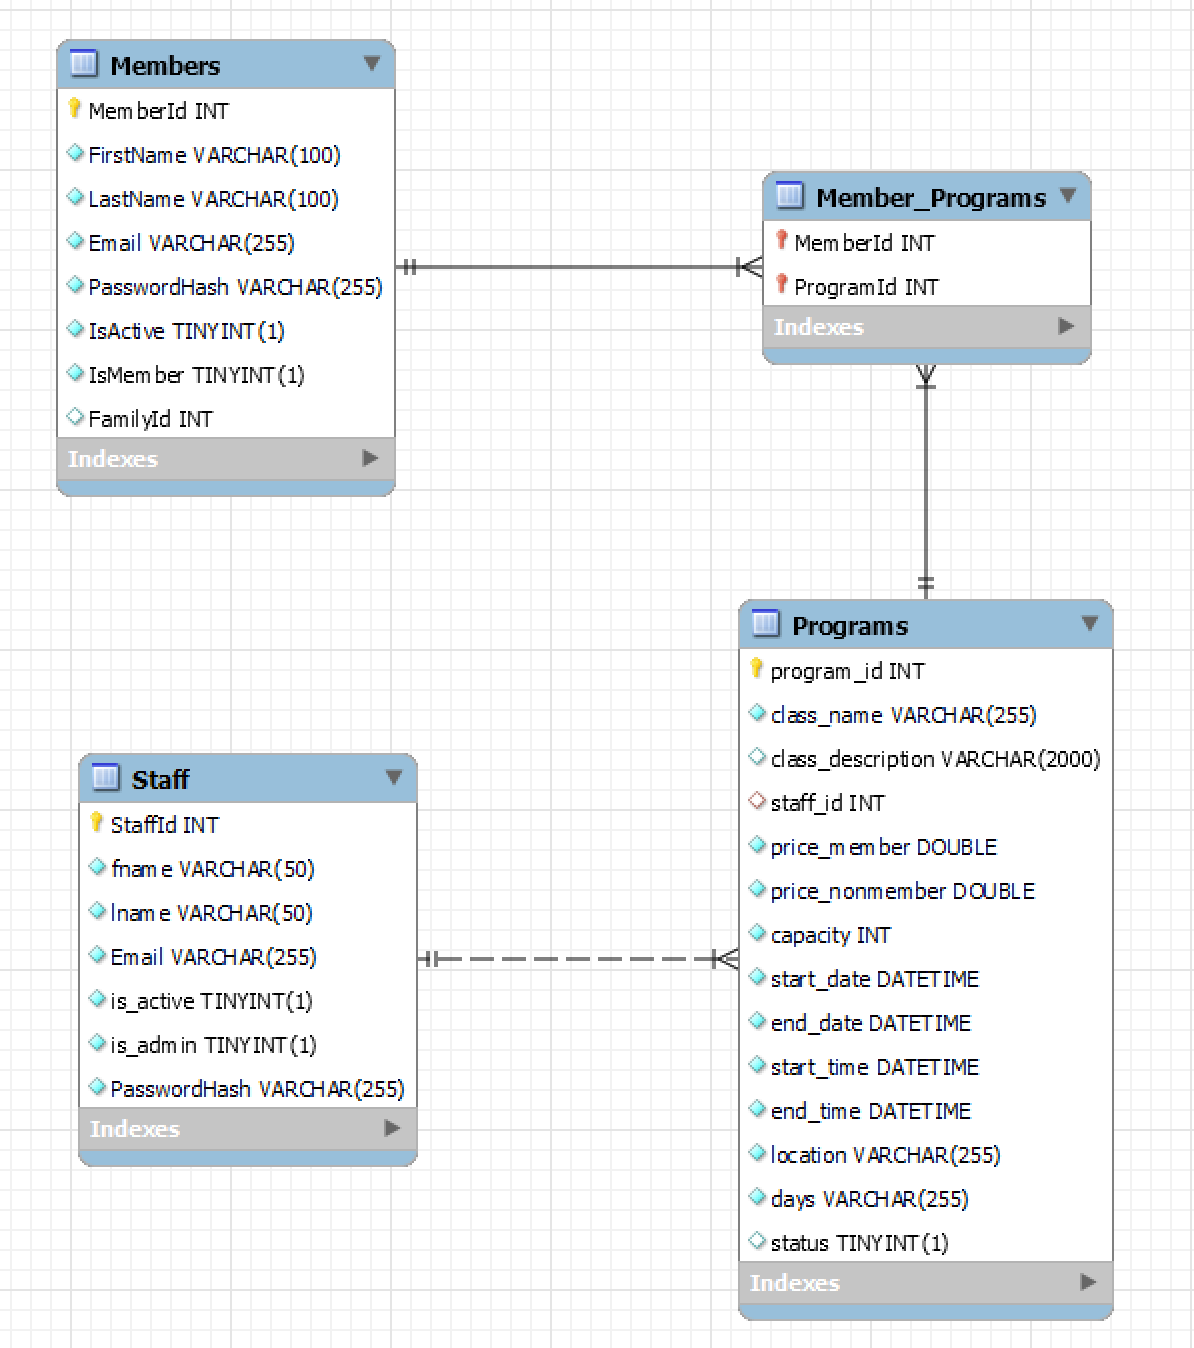 Members
MemberId INT
FirstName VARCHAR(100)
LastName VARCHAR(100)
Email VARCHAR(255)
PasswordHash VARCHAR(255)
IsActive TINYINT(1)
IsMember TINYINT(1)
FamilyId INT
Indexes
Member_Programs
MemberId INT
ProgramId INT
Indexes
Staff
StaffId INT
fname VARCHAR(50)
lname VARCHAR(50)
Email VARCHAR(255)
is_active TINYINT(1)
is_admin TINYINT(1)
PasswordHash VARCHAR(255)
Indexes
Programs
program_id INT
class_name VARCHAR(255)
class_description VARCHAR(2000)
staff_id INT
price_member DOUBLE
price_nonmember DOUBLE
capacity INT
start_date DATETIME
end_date DATETIME
start_time DATETIME
end_time DATETIME
location VARCHAR(255)
days VARCHAR(255)
status TINYINT(1)
Indexes